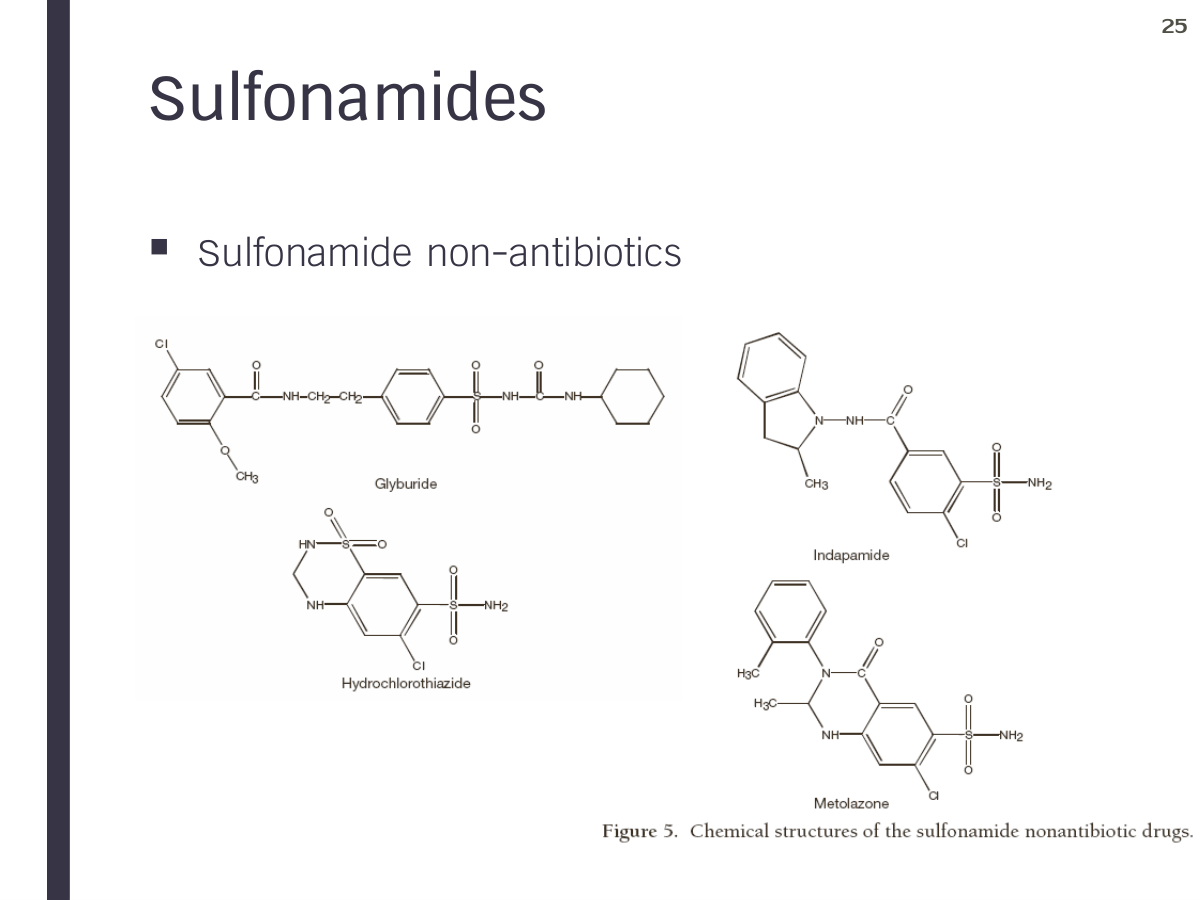 25
Sulfonamides
▪ Sulfonamide non-antibiotics
Cl
O
C NH CH2 CH2
O
S
O
NH
O
C NH
O
CH3
Glyburide
O
HN S O
NH
O
S NH2
O
Cl
Hydrochlorothiazide
N NH C
O
CH3
O
S NH2
O
Cl
Indapamide
O
H3C
N C
H3C
NH
O
S NH2
O
Cl
Metolazone
Figure 5. Chemical structures of the sulfonamide nonantibiotic drugs.